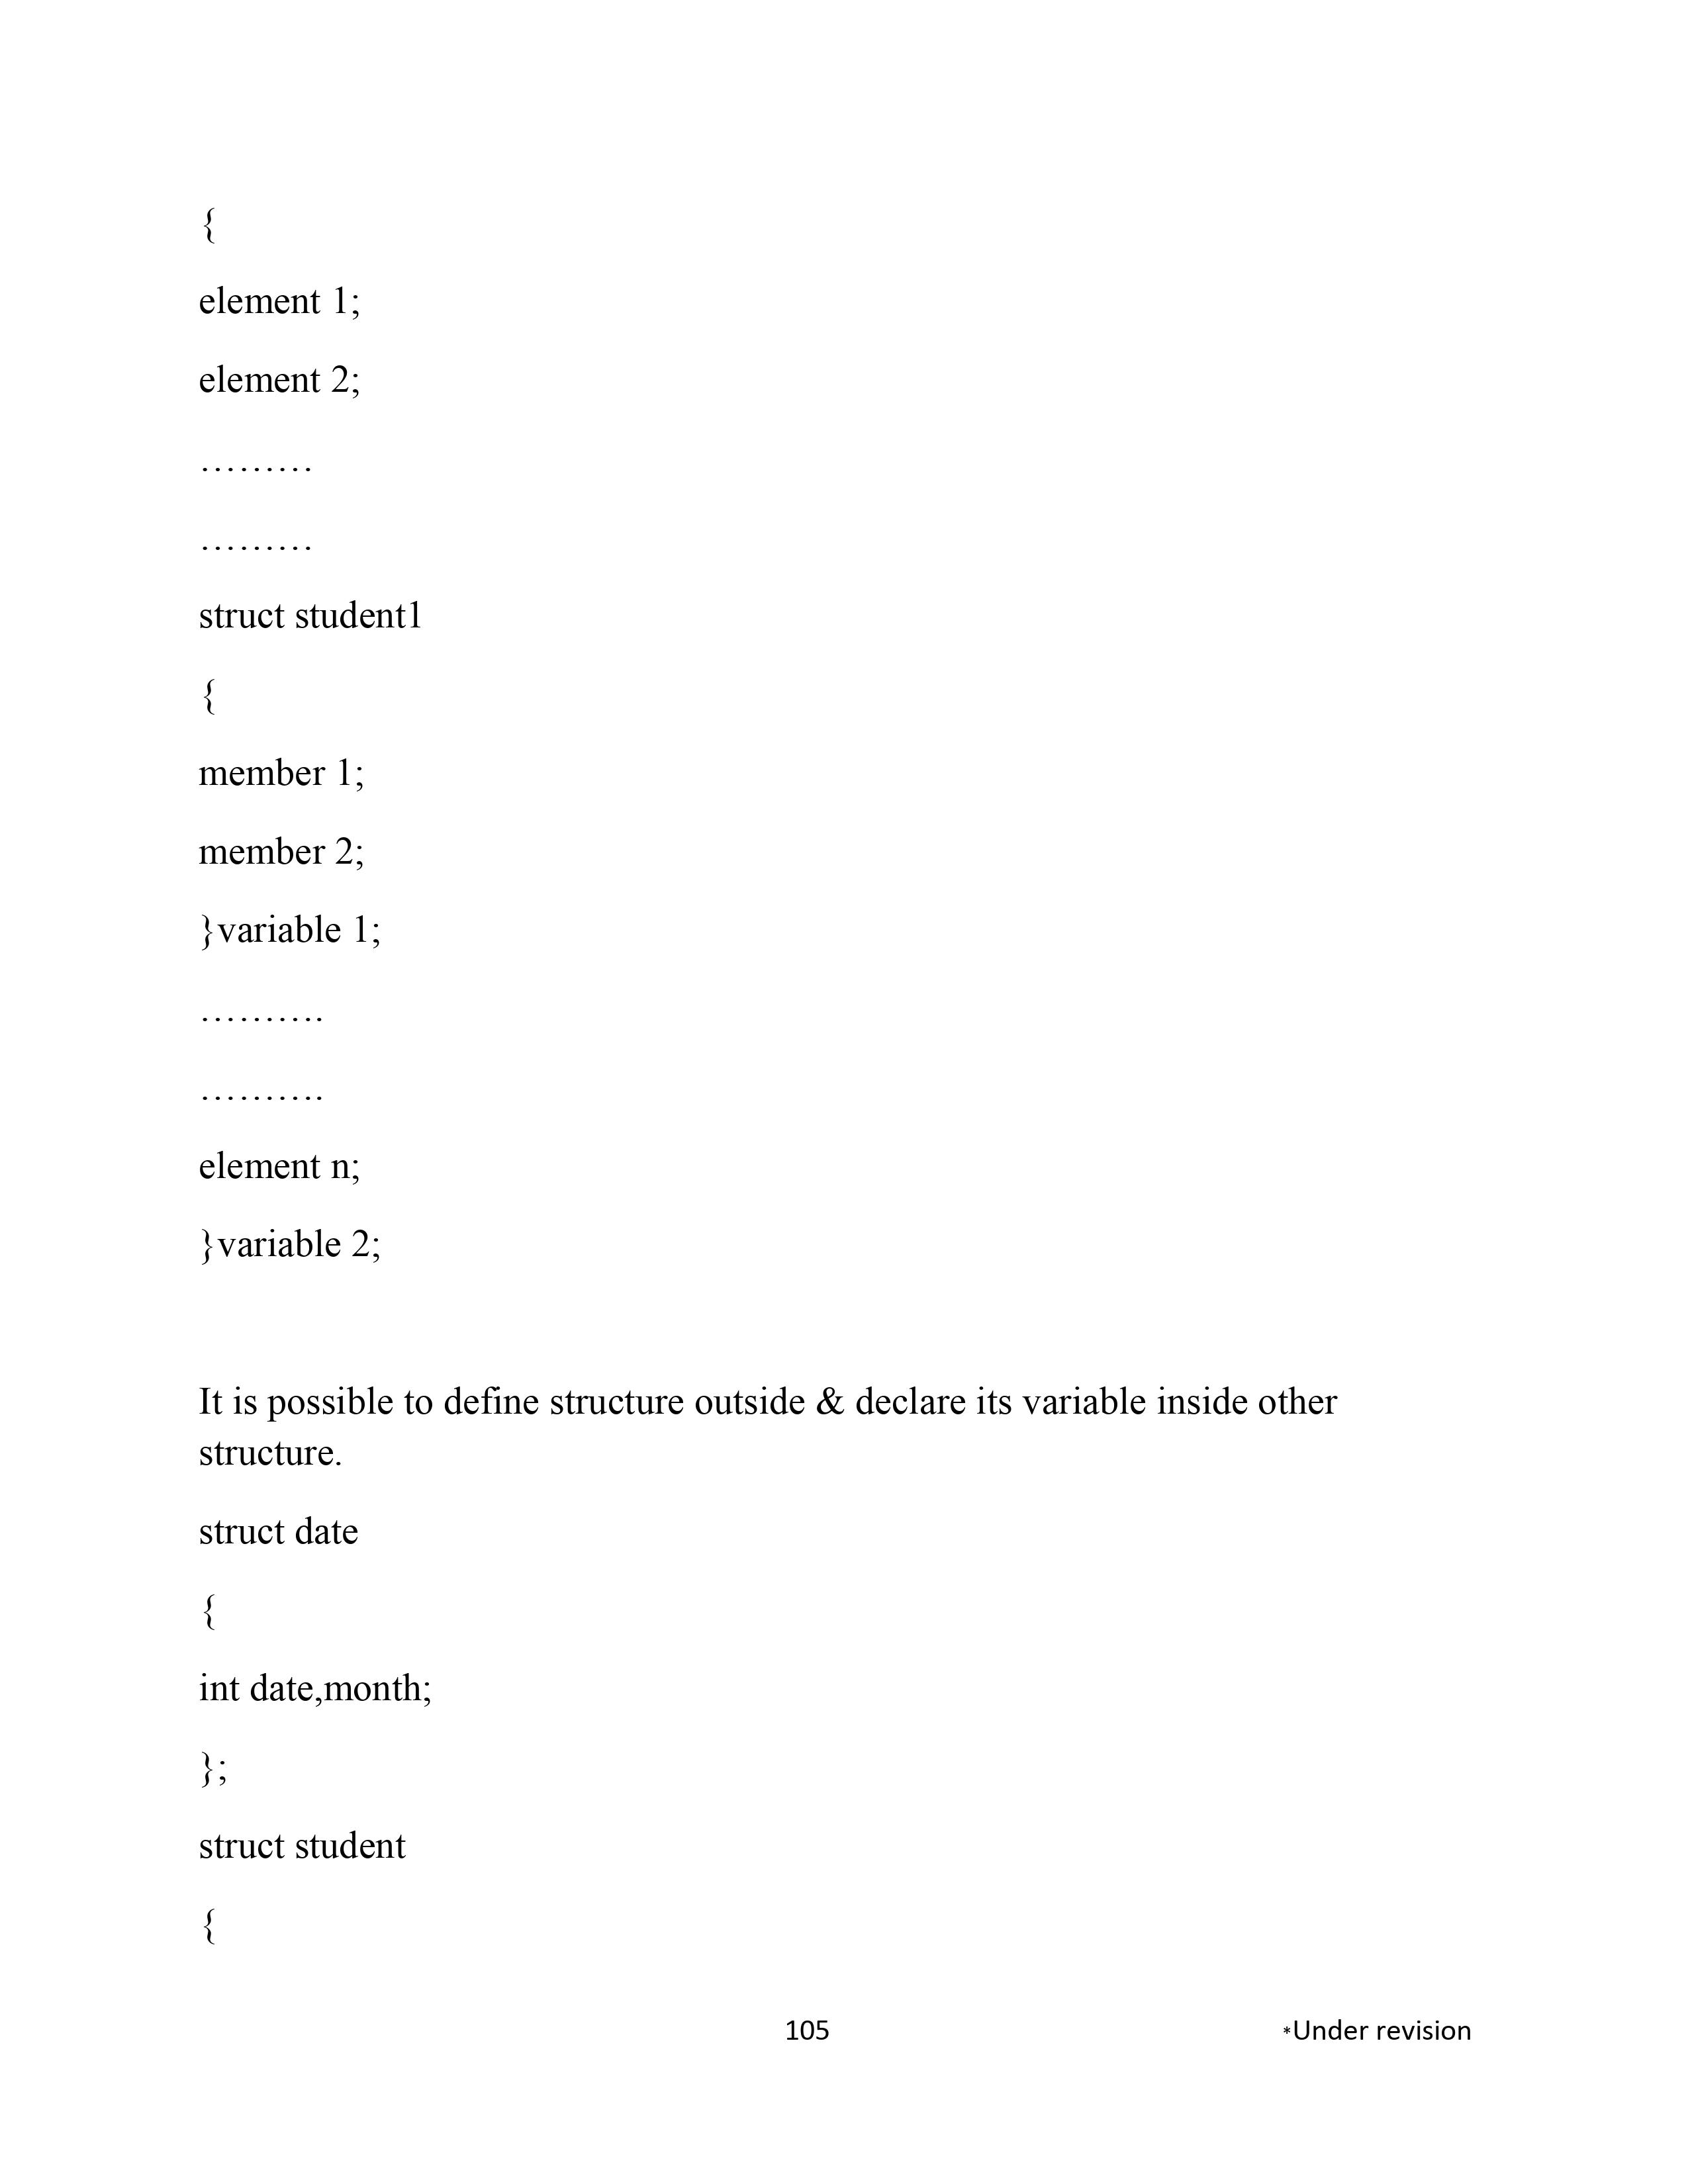 {
element 1;
element 2;
………
………
struct student1
{
member 1;
member 2;
}variable 1;
……….
……….
element n;
}variable 2;
It is possible to define structure outside & declare its variable inside other
structure.
struct date
{
int date,month;
};
struct student
{
105
*Under revision